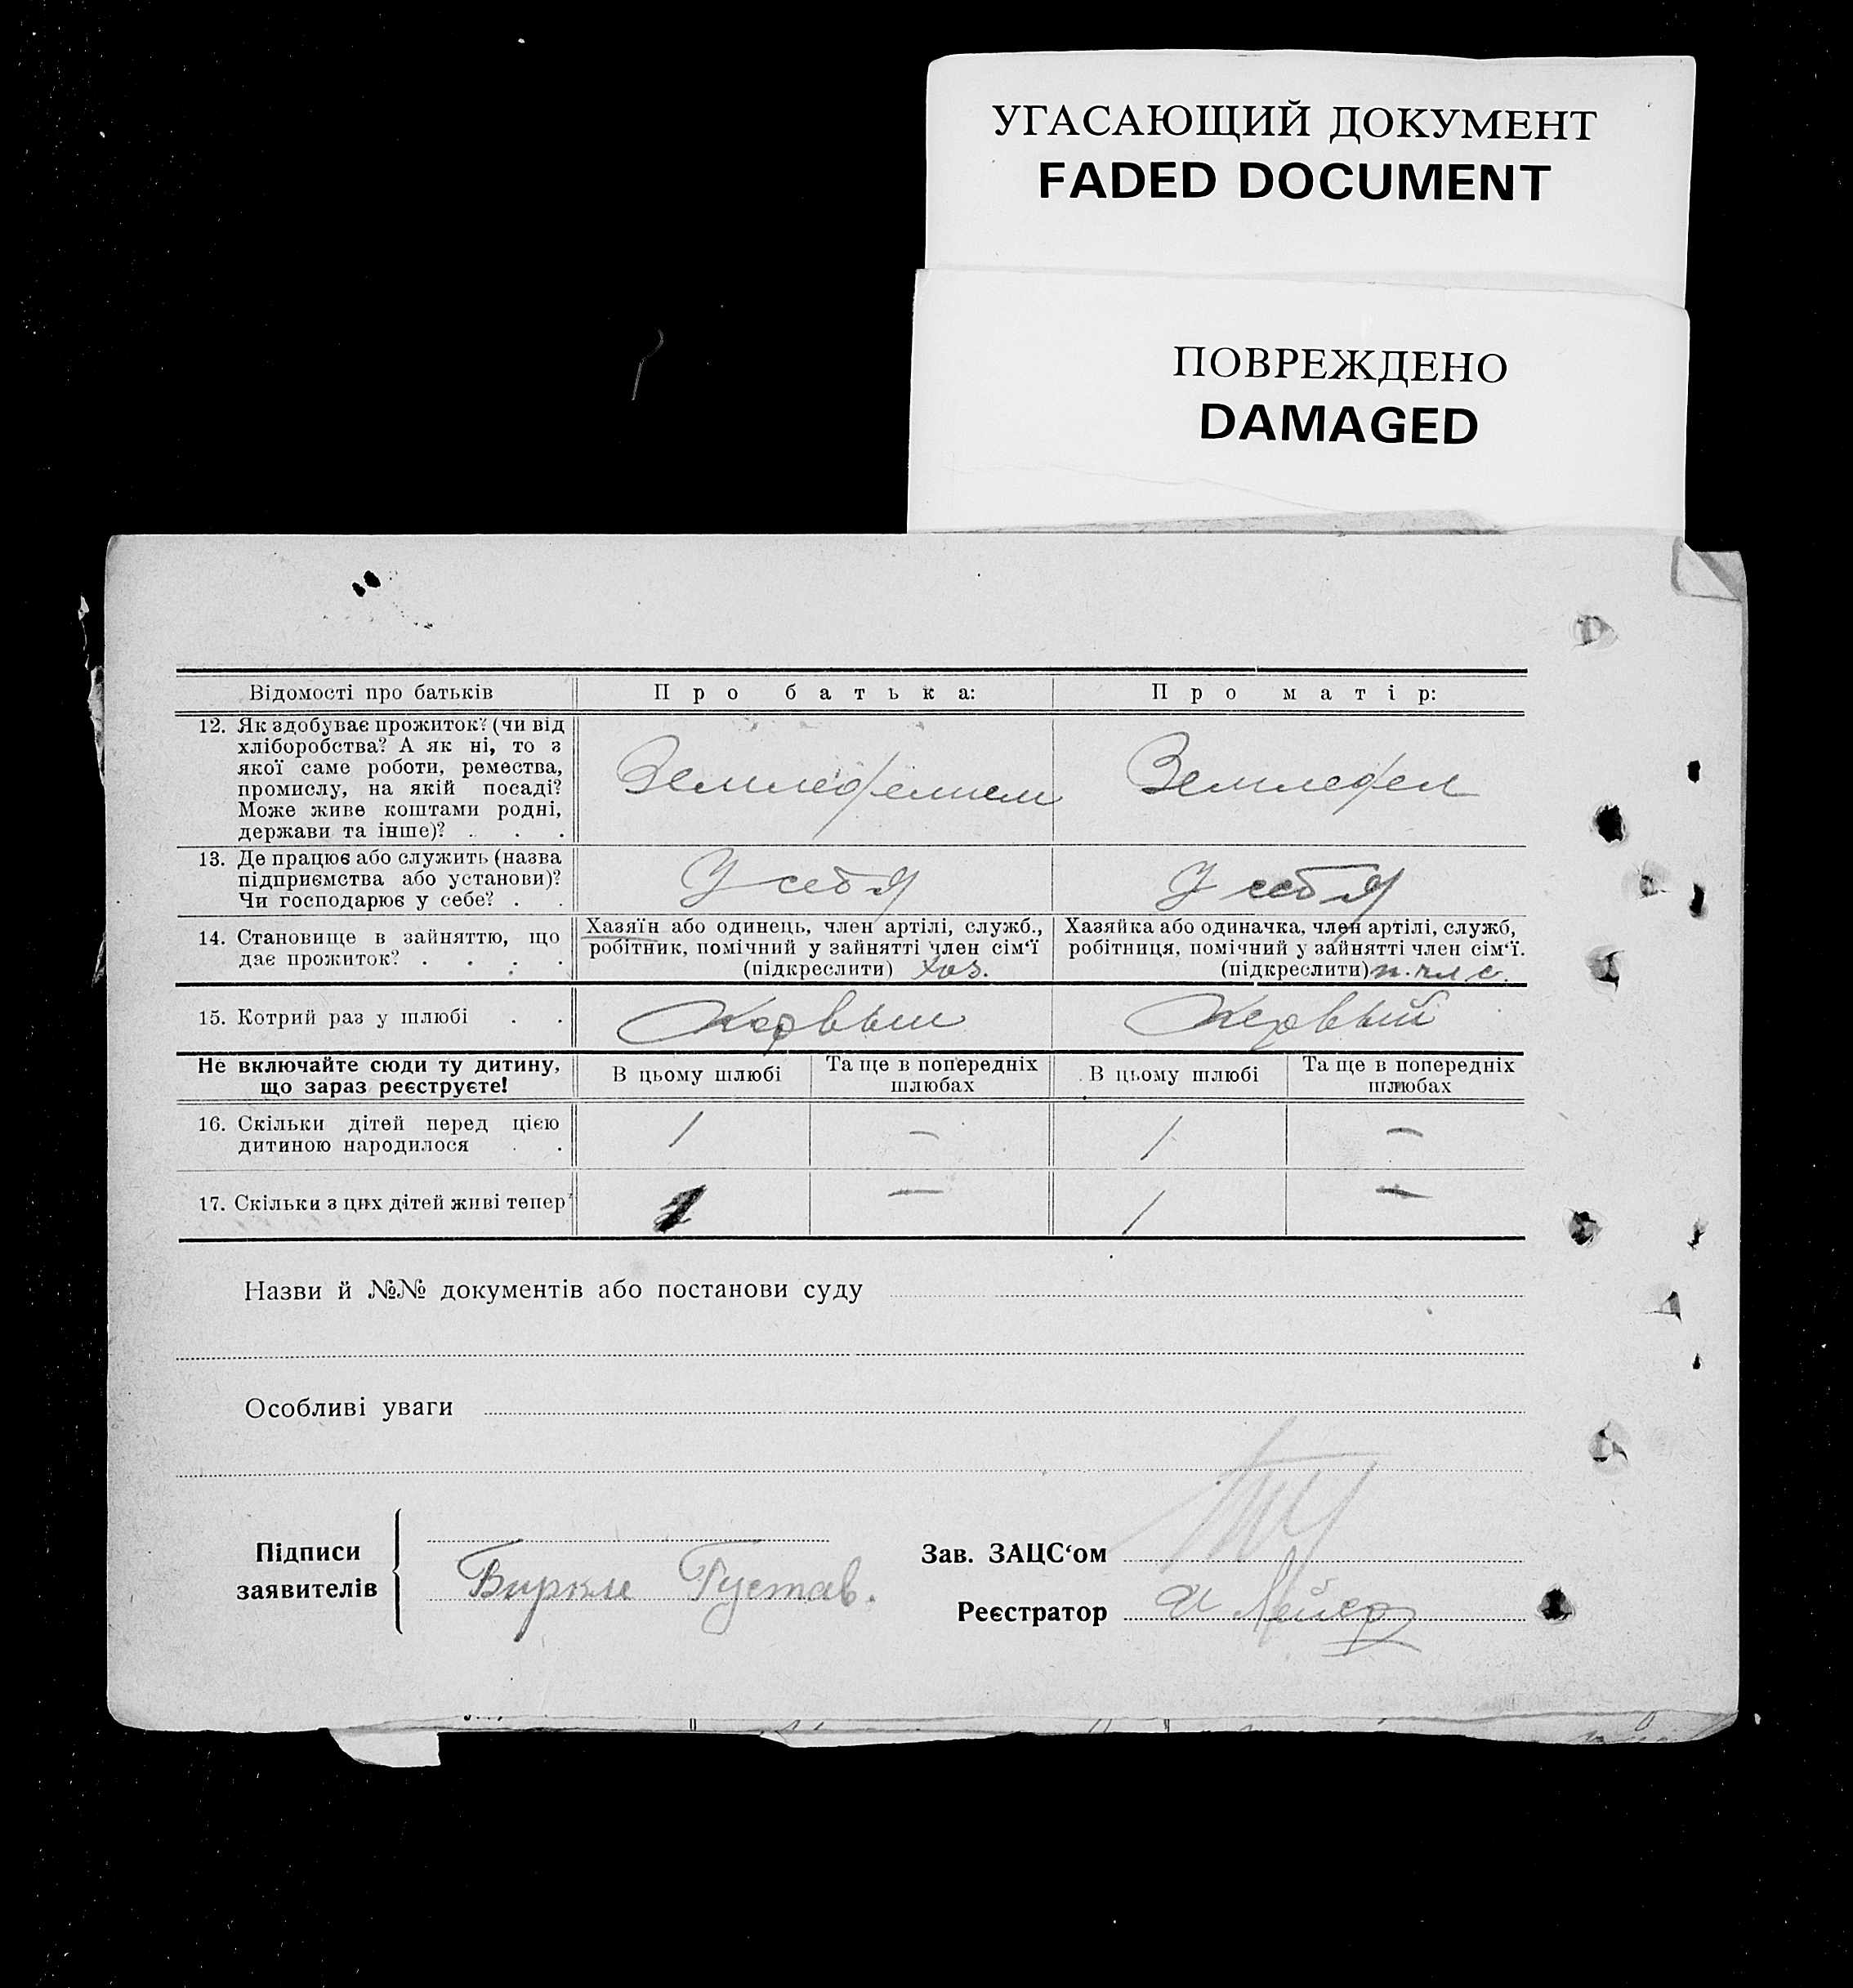 УГАСАЮЩИЙ ДОКУМЕНТ
FADED DOCUMENT
ПОВРЕЖДЕНО
DAMAGED
Відомості про батьків
Про батька:
Про матір:
12. Як здобуває прожиток? (чи від
хліборобства? А як ні, то з
якої саме роботи, ремества,
промислу, на якій посаді?
Може живе коштами родні,
держави та інше)? . . .
Земледелием
Земледел
13. Де працює або служить (назва
підприємства або установи)?
Чи господарює у себе? . .
У себя
У себя
14. Становище в зайняттю, що
дає прожиток? . . . .
Хазяїн або одинець, член артілі, служб.,
робітник, помічний у зайнятті член сім‘ї
(підкреслити) хоз.
Хазяйка або одиначка, член артілі, служб,
робітниця, помічний у зайнятті член сім‘ї.
(підкреслити) п. чл с.
15. Котрий раз у шлюбі . .
Первый
Первый
Не включайте сюди ту дитину,
що зараз реєструєте!
В цьому шлюбі
Та ще в попередніх
шлюбах
В цьому шлюбі
Та ще в попередніх
шлюбах
16. Скільки дітей перед цією
дитиною народилося . .
1 — 1 —
17. Скільки з цих дітей живі тепер
1 — 1 —
Назви й №№ документів або постанови суду
Особливі уваги
Підписи
заявителів
Биркле Густав.
Зав. ЗАЦС‘ом
Реєстратор